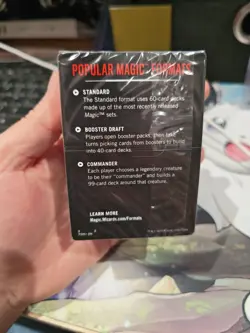 POPULAR MAGIC™ FORMATS
STANDARD
The Standard format uses 60-card decks
made up of the most recently released
Magic™ sets.
BOOSTER DRAFT
Players open booster packs, then take
turns picking cards from boosters to build
into 40-card decks.
COMMANDER
Each player chooses a legendary creature
to be their "commander" and builds a
99-card deck around that creature.
LEARN MORE
Magic.Wizards.com/Formats